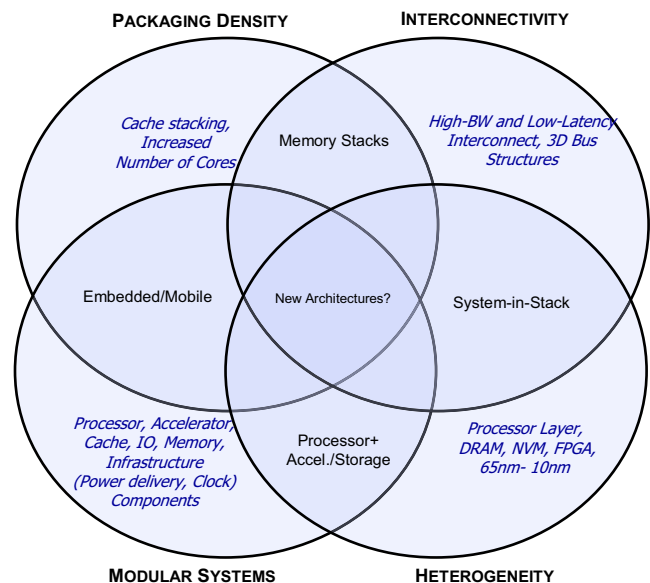 PACKAGING DENSITY
INTERCONNECTIVITY
Cache stacking,
Increased
Number of Cores
Memory Stacks
High-BW and Low-Latency
Interconnect, 3D Bus
Structures
Embedded/Mobile
New Architectures?
System-in-Stack
Processor, Accelerator,
Cache, IO, Memory,
Infrastructure
(Power delivery, Clock)
Components
Processor+
Accel./Storage
Processor Layer,
DRAM, NVM, FPGA,
65nm- 10nm
MODULAR SYSTEMS
HETEROGENEITY